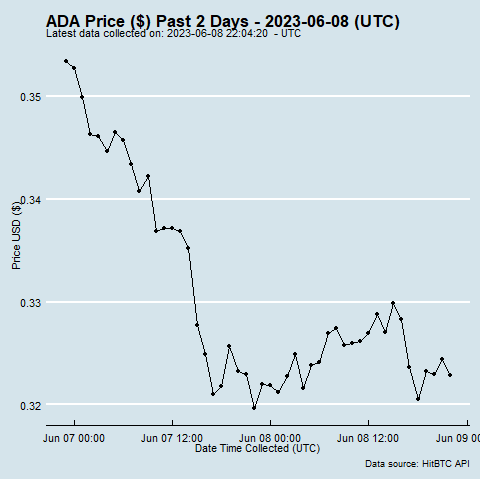 ADA Price ($) Past 2 Days - 2023-06-08 (UTC)
Latest data collected on: 2023-06-08 22:04:20 - UTC
0.35
0.34
0.33
0.32
Price USD ($)
Jun 07 00:00
Jun 07 12:00
Jun 08 00:00
Jun 08 12:00
Jun 09 0
Date Time Collected (UTC)
Data source: HitBTC API